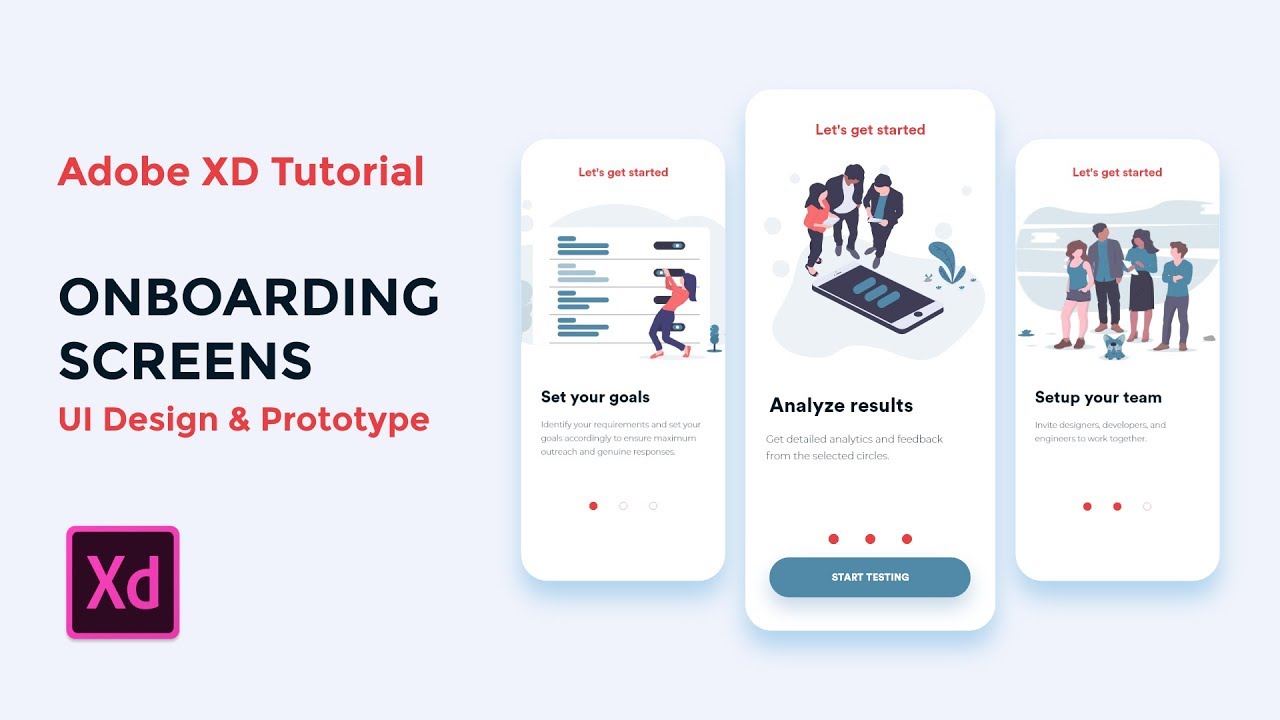 Adobe XD Tutorial
ONBOARDING
SCREENS
UI Design & Prototype
Xd
Let's get started
Set your goals
Identify your requirements and set your
goals accordingly to ensure maximum
outreach and genuine responses.
Let's get started
Analyze results
Get detailed analytics and feedback
from the selected circles.
START TESTING
Let's get started
Setup your team
Invite designers, developers, and
engineers to work together.